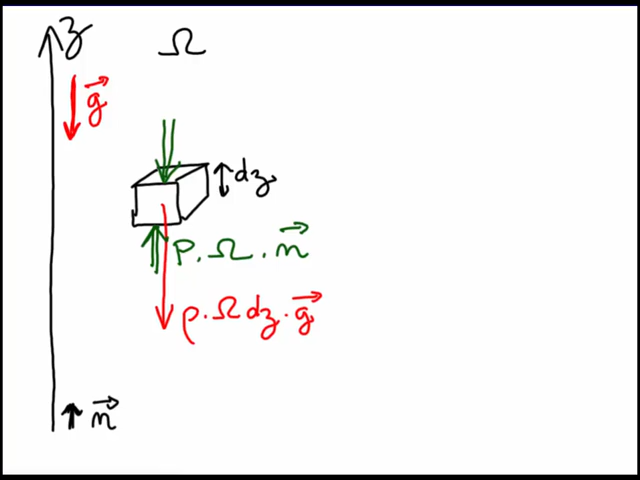 z Ω
g⃗
dz
P . Ω . n⃗
ρ . Ω dz . g⃗
n⃗